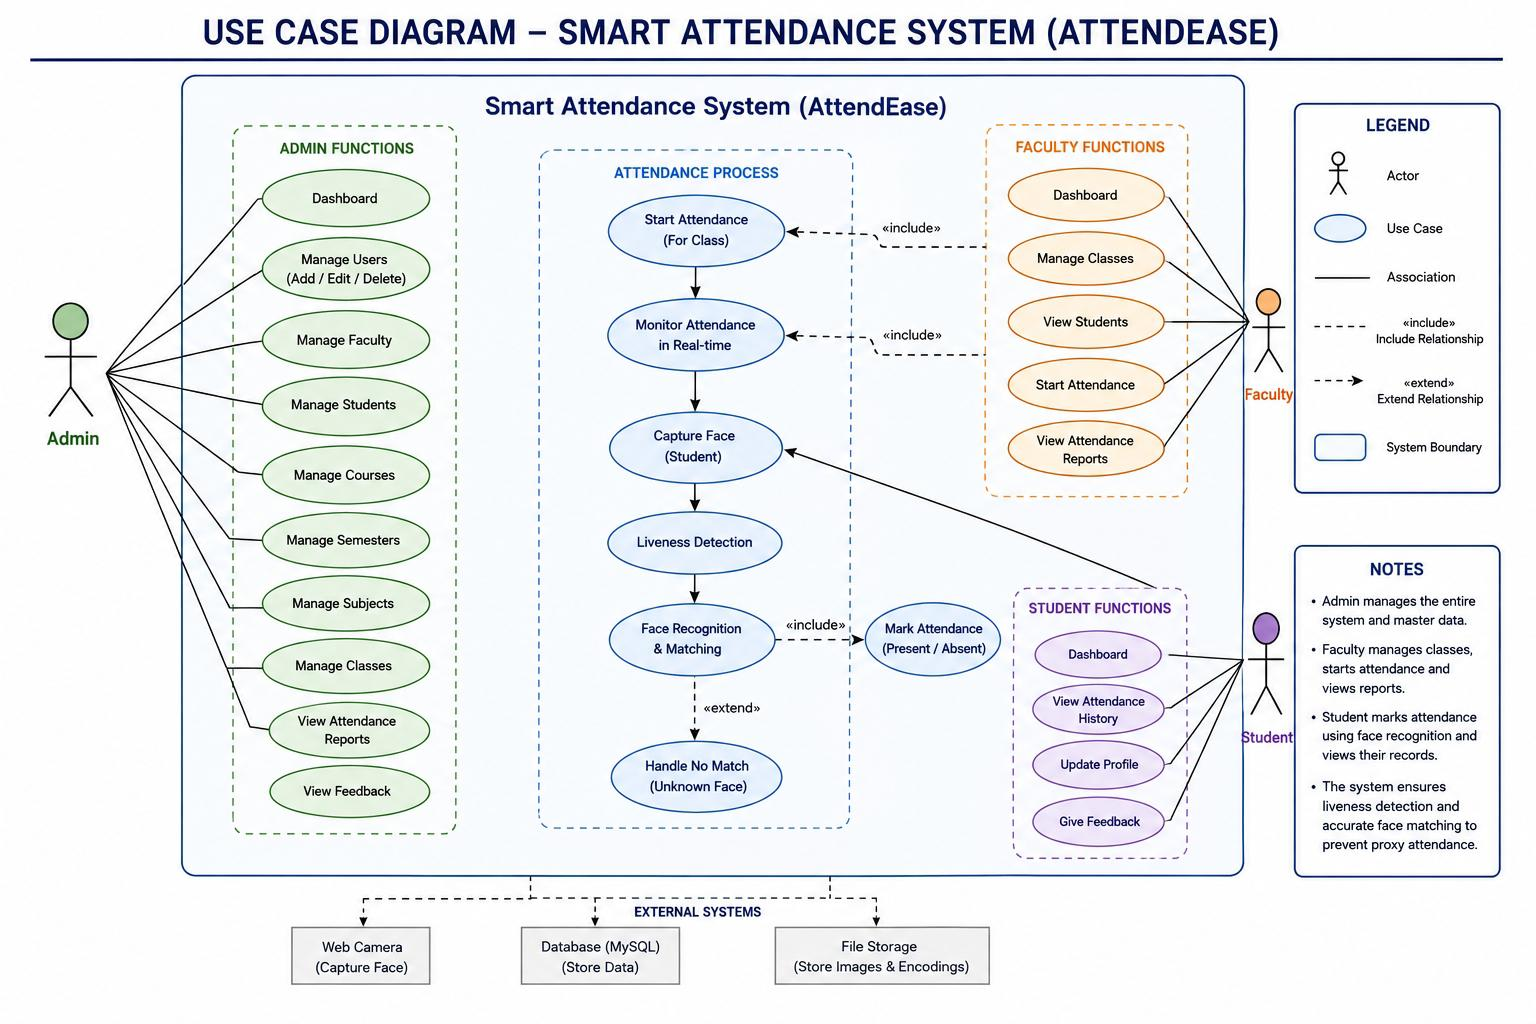 USE CASE DIAGRAM – SMART ATTENDANCE SYSTEM (ATTENDEASE)
Smart Attendance System (AttendEase)
ADMIN FUNCTIONS
Dashboard
Manage Users
(Add / Edit / Delete)
Manage Faculty
Manage Students
Manage Courses
Manage Semesters
Manage Subjects
Manage Classes
View Attendance
Reports
View Feedback
Admin
ATTENDANCE PROCESS
Start Attendance
(For Class)
Monitor Attendance
in Real-time
Capture Face
(Student)
Liveness Detection
Face Recognition
& Matching
«include»
Mark Attendance
(Present / Absent)
«extend»
Handle No Match
(Unknown Face)
«include»
«include»
FACULTY FUNCTIONS
Dashboard
Manage Classes
View Students
Start Attendance
View Attendance
Reports
Faculty
STUDENT FUNCTIONS
Dashboard
View Attendance
History
Update Profile
Give Feedback
Student
LEGEND
Actor
Use Case
Association
«include»
Include Relationship
«extend»
Extend Relationship
System Boundary
NOTES
• Admin manages the entire
system and master data.
• Faculty manages classes,
starts attendance and
views reports.
• Student marks attendance
using face recognition and
views their records.
• The system ensures
liveness detection and
accurate face matching to
prevent proxy attendance.
EXTERNAL SYSTEMS
Web Camera
(Capture Face)
Database (MySQL)
(Store Data)
File Storage
(Store Images & Encodings)